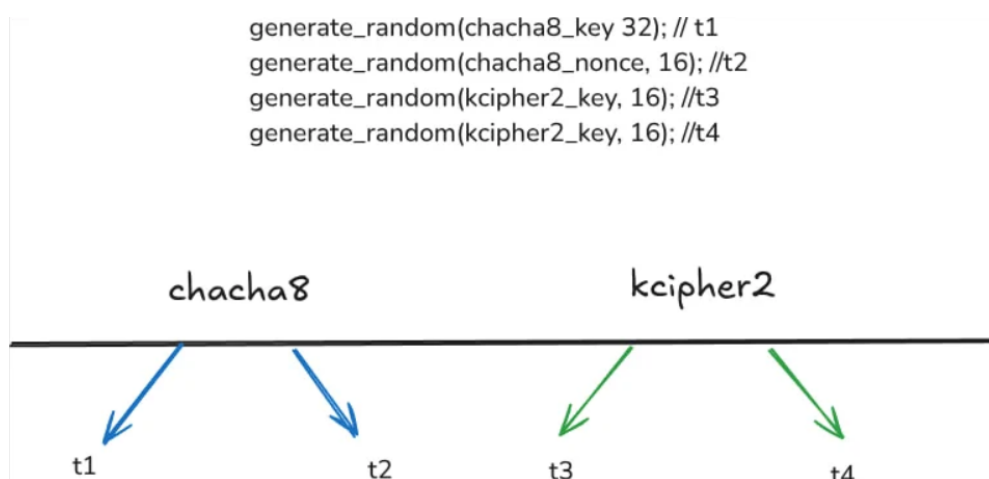 generate_random(chacha8_key 32); // t1
generate_random(chacha8_nonce, 16); //t2
generate_random(kcipher2_key, 16); //t3
generate_random(kcipher2_key, 16); //t4
chacha8 kcipher2
t1 t2 t3 t4